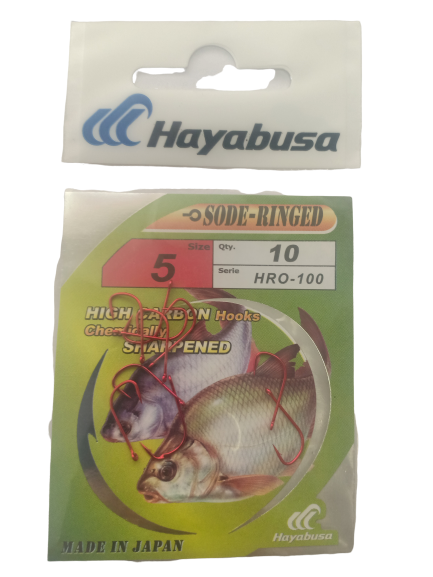 Hayabusa
SODE-RINGED
Size
5
Qty.
10
Serie
HRO-100
HIGH CARBON Hooks
Chemically
SHARPENED
Hayabusa
MADE IN JAPAN